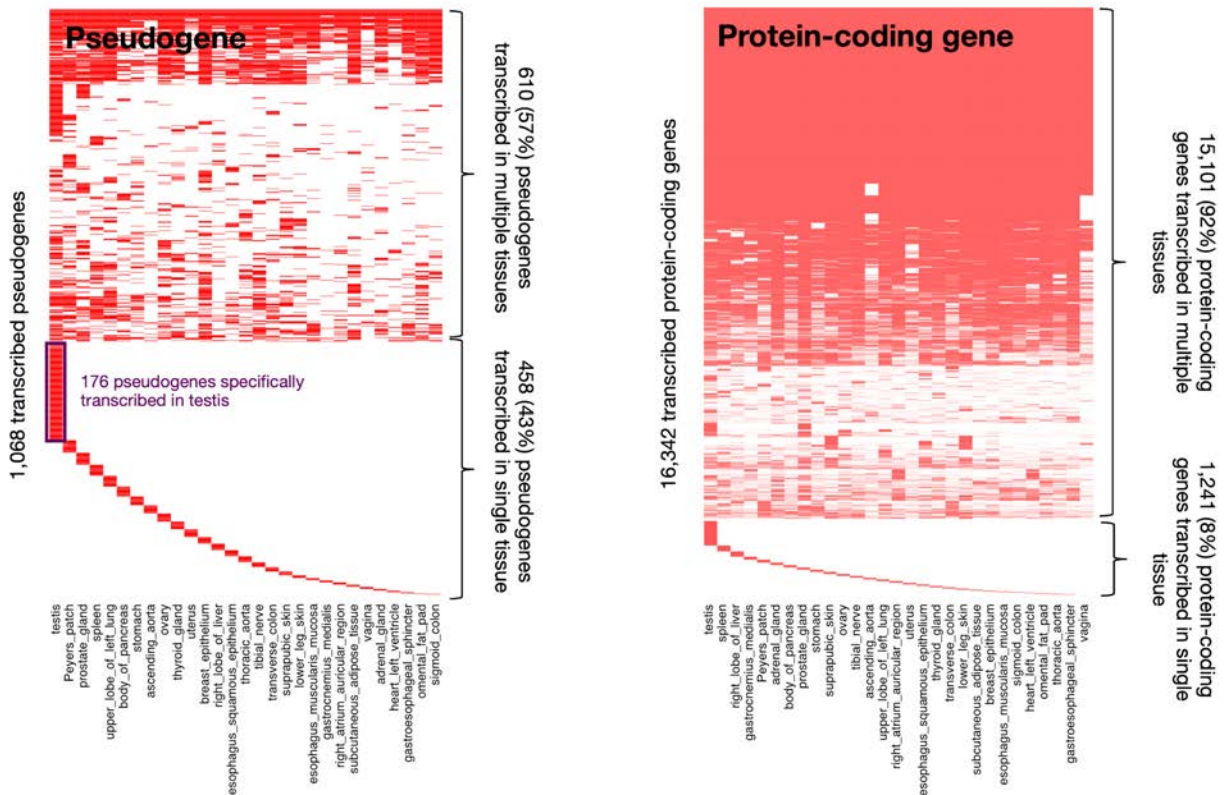 Pseudogene
1,068 transcribed pseudogenes
610 (57%) pseudogenes
transcribed in multiple
tissues
176 pseudogenes specifically
transcribed in testis
458 (43%) pseudogenes
transcribed in single tissue
testis
Peyers_patch
prostate_gland
spleen
upper_lobe_of_left_lung
body_of_pancreas
stomach
ascending_aorta
ovary
thyroid_gland
uterus
breast_epithelium
right_lobe_of_liver
esophagus_squamous_epithelium
thoracic_aorta
tibial_nerve
transverse_colon
suprapubic_skin
lower_leg_skin
esophagus_muscularis_mucosa
gastrocnemius_medialis
right_atrium_auricular_region
subcutaneous_adipose_tissue
vagina
adrenal_gland
heart_left_ventricle
gastroesophageal_sphincter
omental_fat_pad
sigmoid_colon
Protein-coding gene
16,342 transcribed protein-coding genes
15,101 (92%) protein-coding
genes transcribed in multiple
tissues
1,241 (8%) protein-coding
genes transcribed in single
tissue
testis
spleen
right_lobe_of_liver
gastrocnemius_medialis
Peyers_patch
adrenal_gland
body_of_pancreas
prostate_gland
stomach
suprapubic_skin
ovary
tibial_nerve
ascending_aorta
upper_lobe_of_left_lung
right_atrium_auricular_region
uterus
esophagus_squamous_epithelium
thyroid_gland
transverse_colon
lower_leg_skin
subcutaneous_adipose_tissue
breast_epithelium
esophagus_muscularis_mucosa
sigmoid_colon
heart_left_ventricle
omental_fat_pad
thoracic_aorta
gastroesophageal_sphincter
vagina